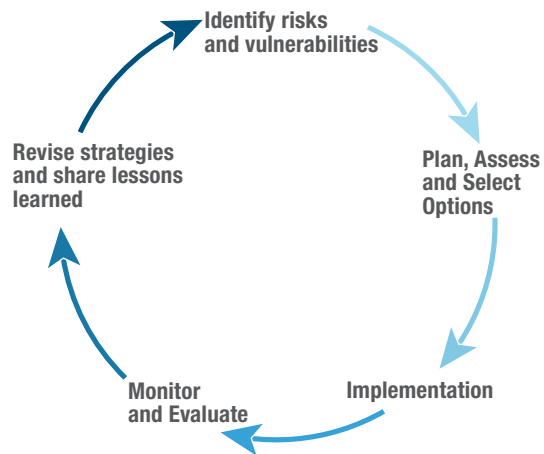 Identify risks
and vulnerabilities
Plan, Assess
and Select
Options
Implementation
Monitor
and Evaluate
Revise strategies
and share lessons
learned